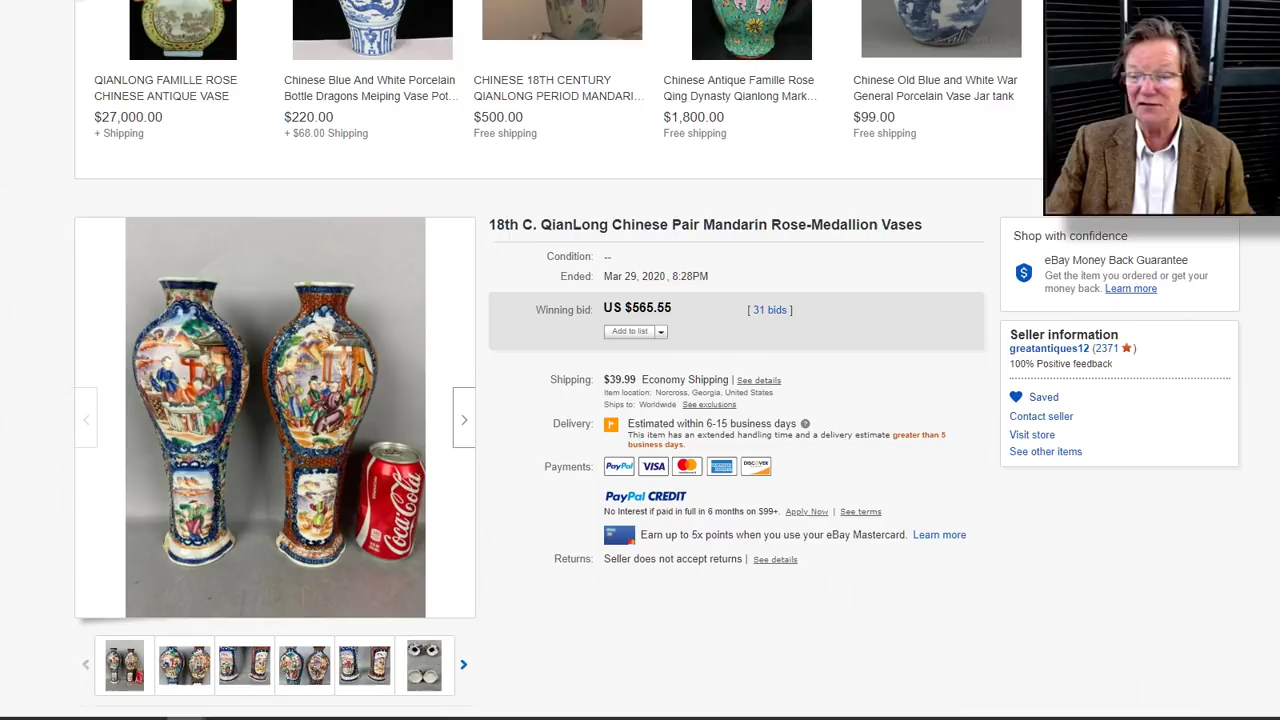 QIANLONG FAMILLE ROSE
CHINESE ANTIQUE VASE
$27,000.00
+ Shipping
Chinese Blue And White Porcelain
Bottle Dragons Meiping Vase Pot...
$220.00
+ $68.00 Shipping
CHINESE 18TH CENTURY
QIANLONG PERIOD MANDARI...
$500.00
Free shipping
Chinese Antique Famille Rose
Qing Dynasty Qianlong Mark...
$1,800.00
Free shipping
Chinese Old Blue and White War
General Porcelain Vase Jar tank
$99.00
Free shipping
18th C. QianLong Chinese Pair Mandarin Rose-Medallion Vases
Condition: --
Ended: Mar 29, 2020 , 8:28PM
Winning bid: US $565.55 [ 31 bids ]
Add to list
Shipping: $39.99 Economy Shipping | See details
Item location: Norcross, Georgia, United States
Ships to: Worldwide See exclusions
Delivery: Estimated within 6-15 business days
This item has an extended handling time and a delivery estimate greater than 5
business days.
Payments: PayPal VISA MasterCard AMERICAN EXPRESS DISCOVER
PayPal CREDIT
No Interest if paid in full in 6 months on $99+. Apply Now | See terms
Earn up to 5x points when you use your eBay Mastercard. Learn more
Returns: Seller does not accept returns | See details
Shop with confidence
eBay Money Back Guarantee
Get the item you ordered or get your
money back. Learn more
Seller information
greatantiques12 (2371 )
100% Positive feedback
Saved
Contact seller
Visit store
See other items
Coca-Cola